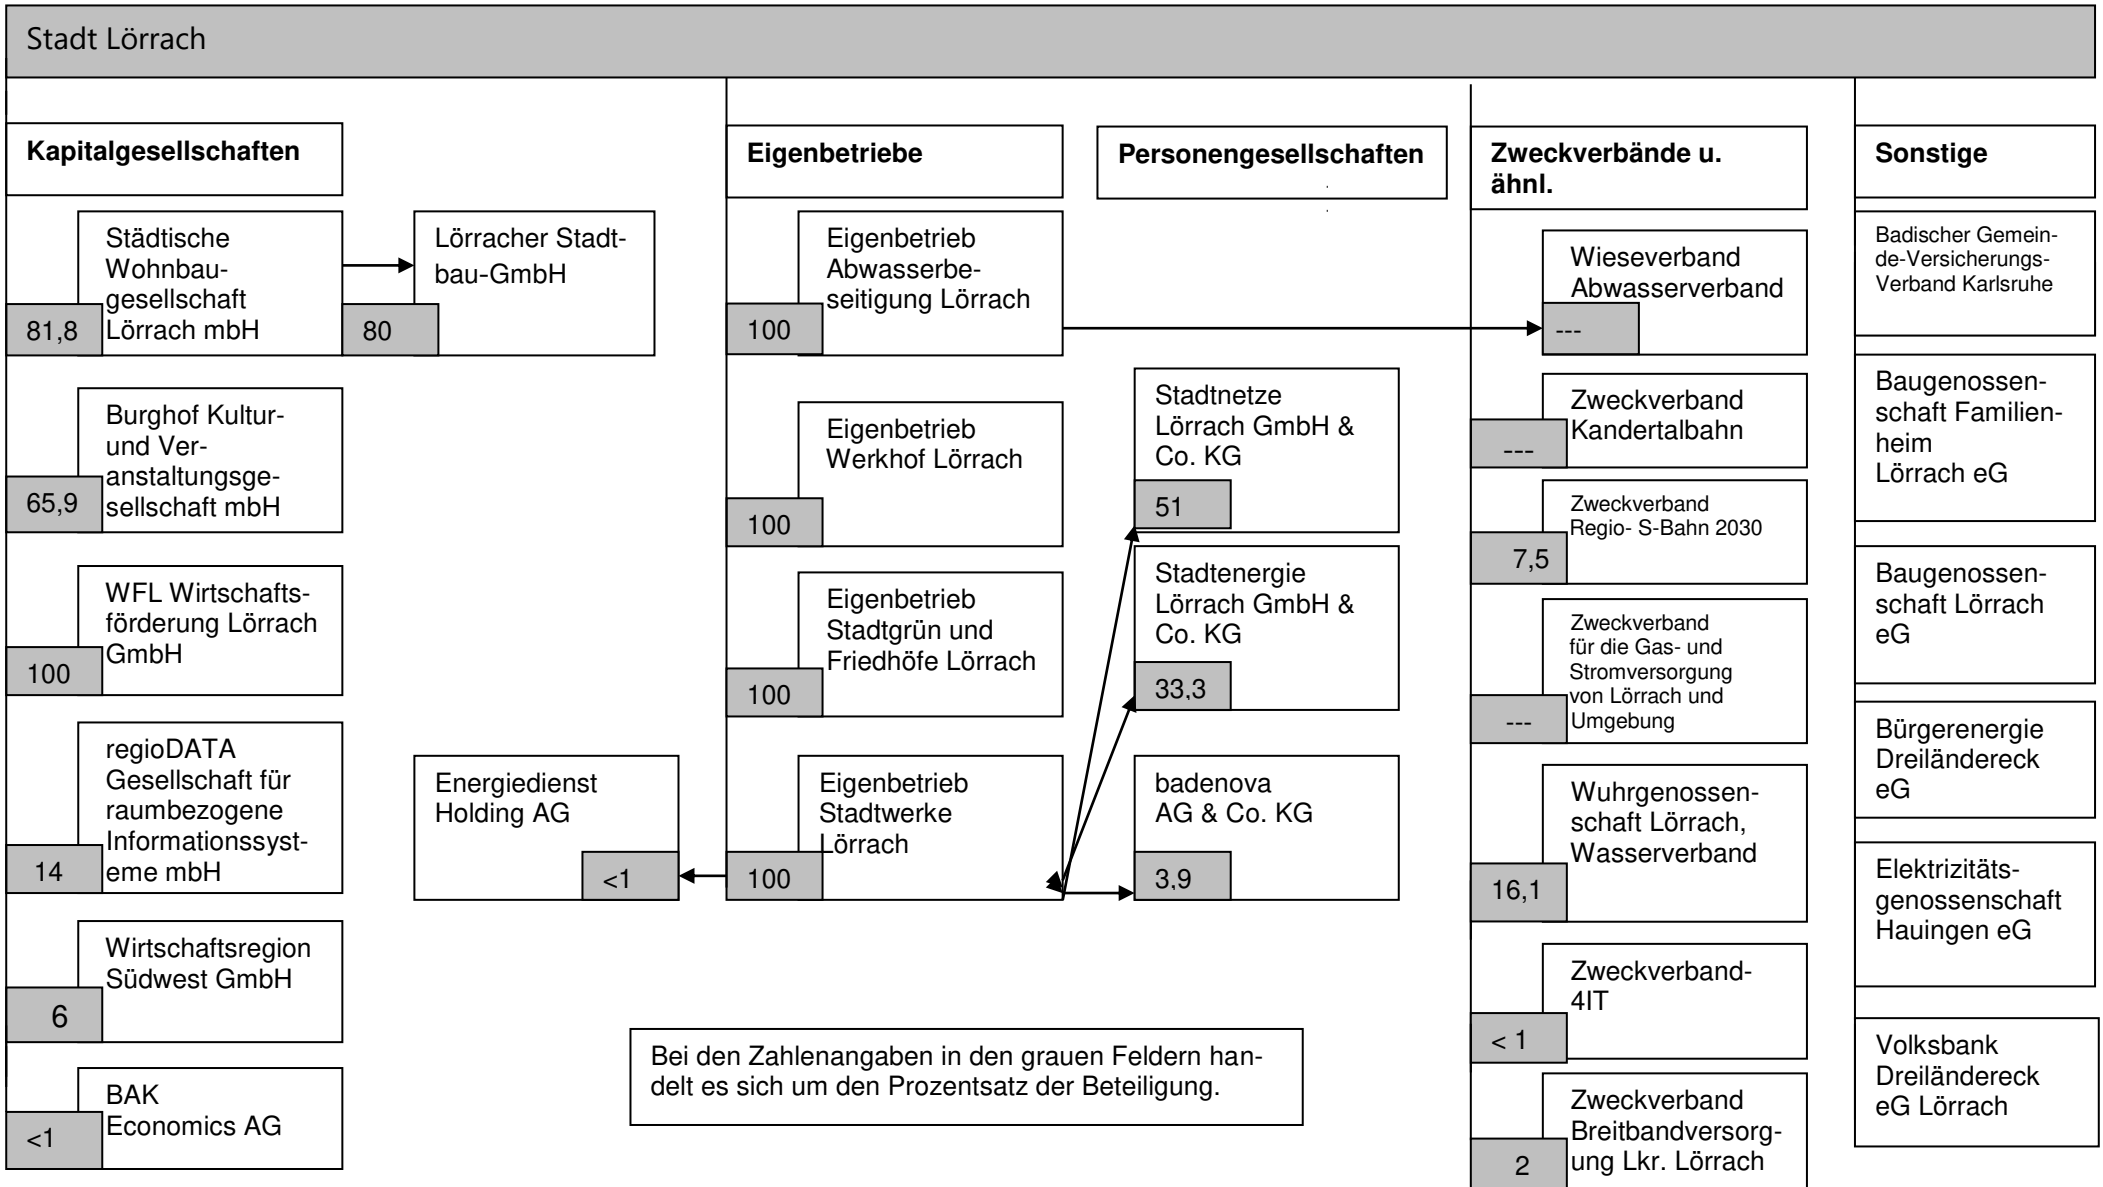 Stadt Lörrach
Kapitalgesellschaften
Städtische
Wohnbau-
gesellschaft
Lörrach mbH
81,8
Lörracher Stadt-
bau-GmbH
80
Burghof Kultur-
und Ver-
anstaltungsge-
sellschaft mbH
65,9
WFL Wirtschafts-
förderung Lörrach
GmbH
100
regioDATA
Gesellschaft für
raumbezogene
Informationssyst-
eme mbH
14
Wirtschaftsregion
Südwest GmbH
6
BAK
Economics AG
<1
Eigenbetriebe
Eigenbetrieb
Abwasserbe-
seitigung Lörrach
100
Eigenbetrieb
Werkhof Lörrach
100
Eigenbetrieb
Stadtgrün und
Friedhöfe Lörrach
100
Eigenbetrieb
Stadtwerke
Lörrach
100
Energiedienst
Holding AG
<1
Personengesellschaften
Stadtnetze
Lörrach GmbH &
Co. KG
51
Stadtenergie
Lörrach GmbH &
Co. KG
33,3
badenova
AG & Co. KG
3,9
Bei den Zahlenangaben in den grauen Feldern han-
delt es sich um den Prozentsatz der Beteiligung.
Zweckverbände u.
ähnl.
Wieseverband
Abwasserverband
---
Zweckverband
Kandertalbahn
---
Zweckverband
Regio- S-Bahn 2030
7,5
Zweckverband
für die Gas- und
Stromversorgung
von Lörrach und
Umgebung
---
Wuhrgenossen-
schaft Lörrach,
Wasserverband
16,1
Zweckverband-
4IT
< 1
Zweckverband
Breitbandversorg-
ung Lkr. Lörrach
2
Sonstige
Badischer Gemein-
de-Versicherungs-
Verband Karlsruhe
Baugenossen-
schaft Familien-
heim
Lörrach eG
Baugenossen-
schaft Lörrach
eG
Bürgerenergie
Dreiländereck
eG
Elektrizitäts-
genossenschaft
Hauingen eG
Volksbank
Dreiländereck
eG Lörrach